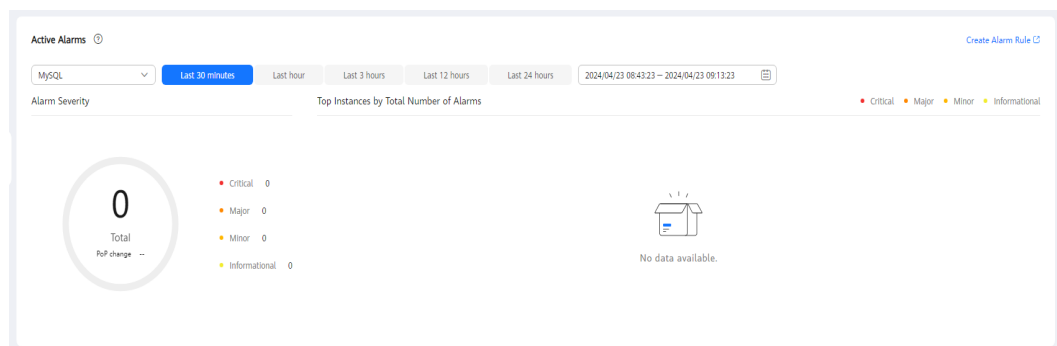 Active Alarms
Create Alarm Rule
MySQL Last 30 minutes Last hour Last 3 hours Last 12 hours Last 24 hours 2024/04/23 08:43:23 — 2024/04/23 09:13:23
Alarm Severity
Top Instances by Total Number of Alarms
Critical Major Minor Informational
0
Total
PoP change --
Critical 0
Major 0
Minor 0
Informational 0
No data available.